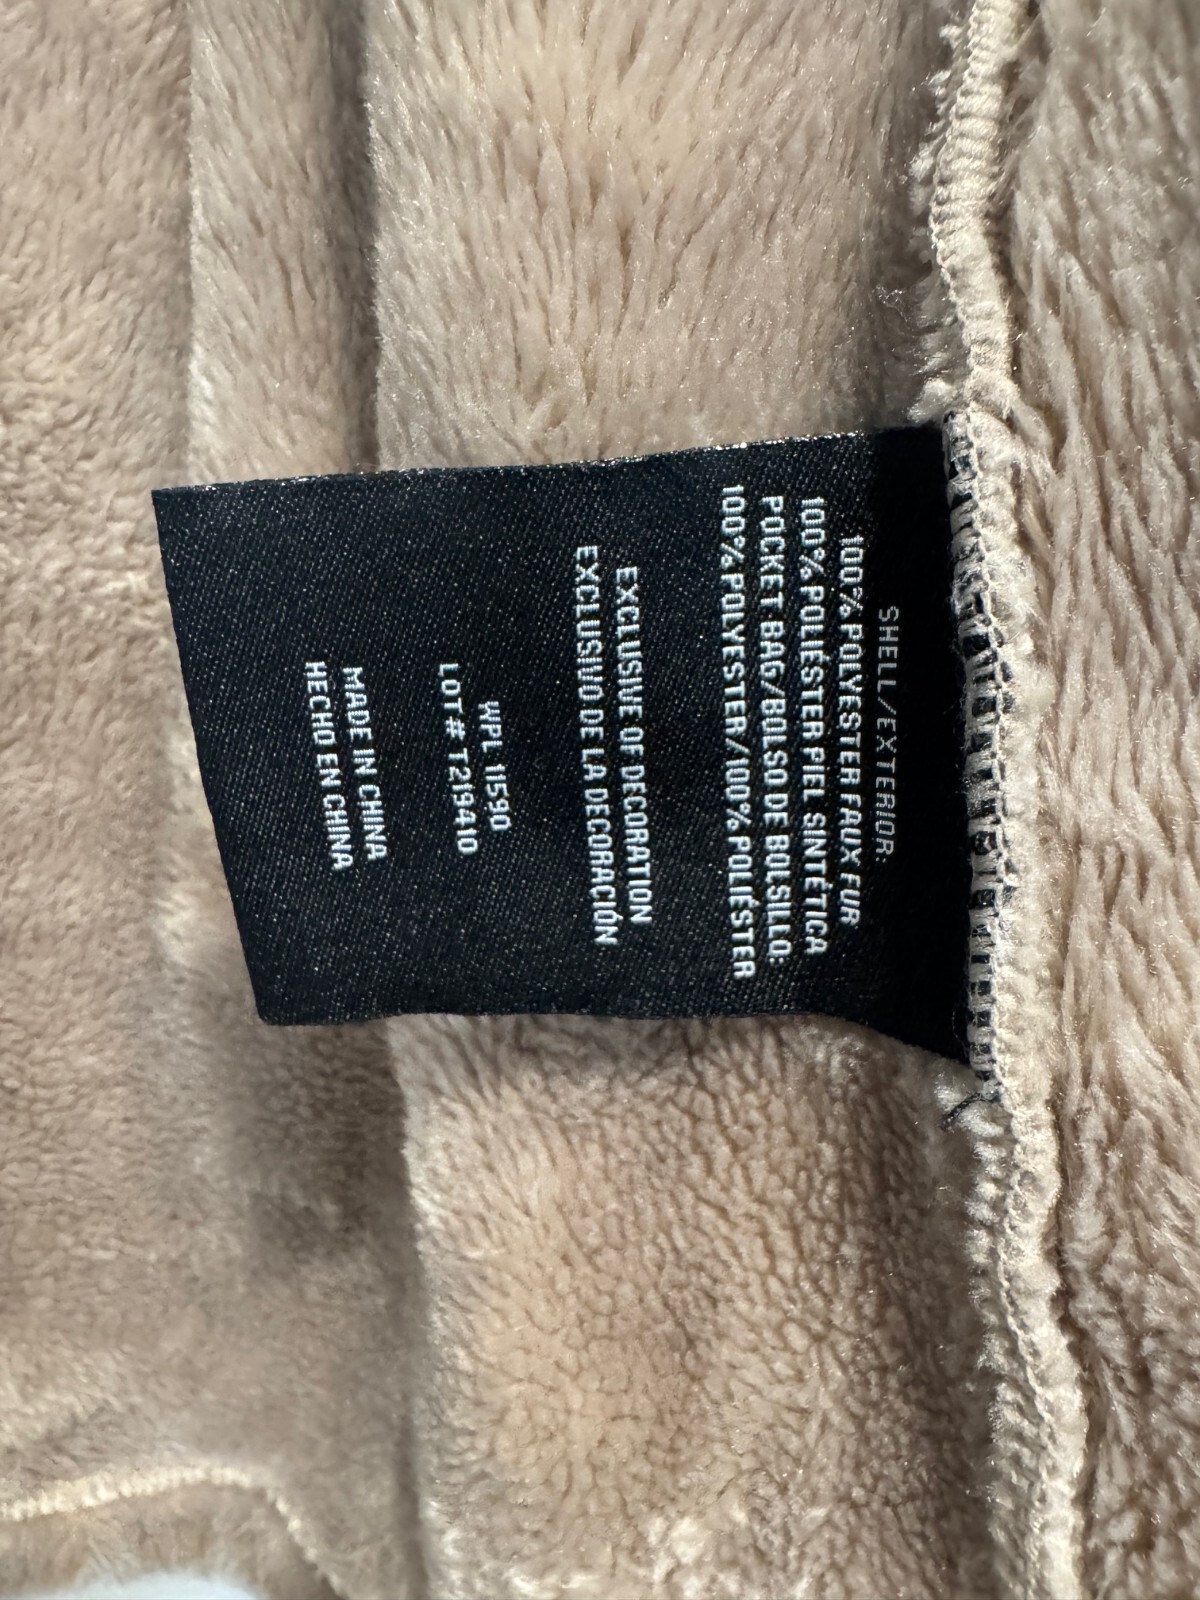 SHELL/EXTERIOR:
100% POLYESTER FAUX FUR
100% POLIÉSTER PIEL SINTÉTICA
POCKET BAG/BOLSO DE BOLSILLO:
100% POLYESTER/100% POLIÉSTER
EXCLUSIVE OF DECORATION
EXCLUSIVO DE LA DECORACIÓN
WPL 11590
LOT# T219410
MADE IN CHINA
HECHO EN CHINA